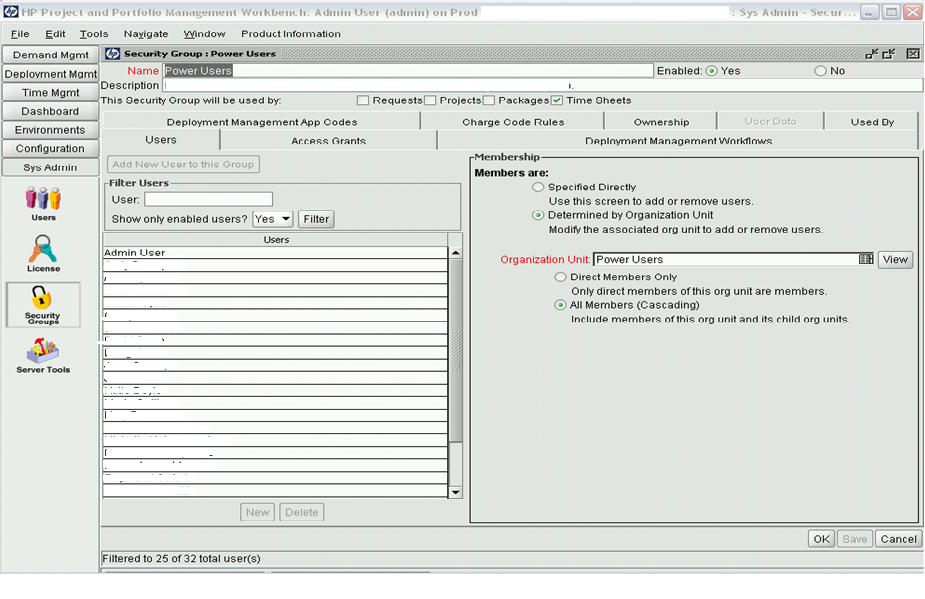 HP Project and Portfolio Management Workbench: Admin User (admin) on Prod : Sys Admin - Secur...
File Edit Tools Navigate Window Product Information
Demand Mgmt
Deployment Mgmt
Time Mgmt
Dashboard
Environments
Configuration
Sys Admin
Users
License
Security Groups
Server Tools
Security Group : Power Users
Name Power Users Enabled: Yes No
Description
This Security Group will be used by: Requests Projects Packages Time Sheets
Deployment Management App Codes Charge Code Rules Ownership User Data Used By
Users Access Grants Deployment Management Workflows
Add New User to this Group
Filter Users
User:
Show only enabled users? Yes Filter
Users
Admin User
New Delete
Membership
Members are:
Specified Directly
Use this screen to add or remove users.
Determined by Organization Unit
Modify the associated org unit to add or remove users.
Organization Unit: Power Users View
Direct Members Only
Only direct members of this org unit are members.
All Members (Cascading)
Include members of this org unit and its child org units.
OK Save Cancel
Filtered to 25 of 32 total user(s)